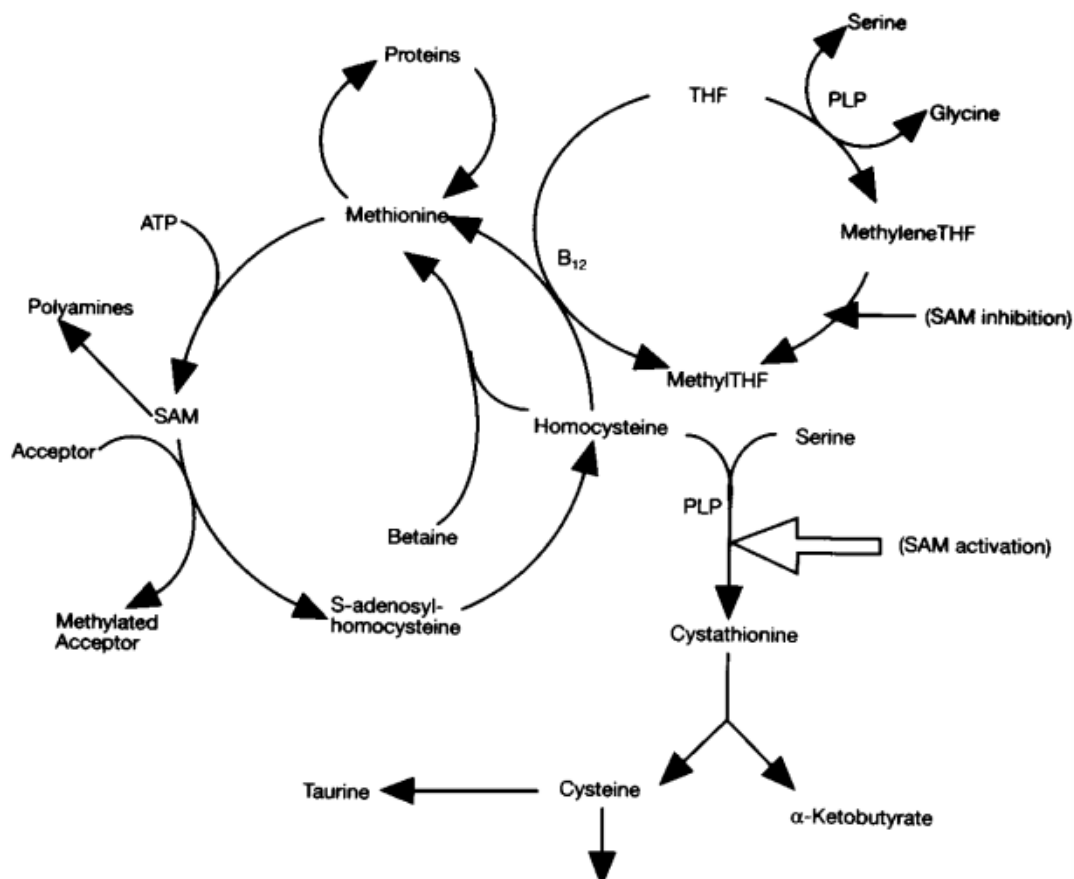 Serine
Proteins
THF
PLP
Glycine
Methionine
ATP
MethyleneTHF
B12
Polyamines
(SAM inhibition)
MethylTHF
SAM
Homocysteine
Serine
Acceptor
PLP
Betaine
(SAM activation)
S-adenosyl-
homocysteine
Methylated
Acceptor
Cystathionine
Taurine
Cysteine
α-Ketobutyrate